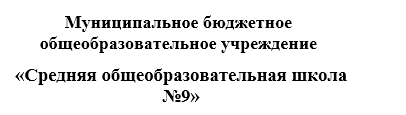 Муниципальное бюджетное
общеобразовательное учреждение
«Средняя общеобразовательная школа
№9»